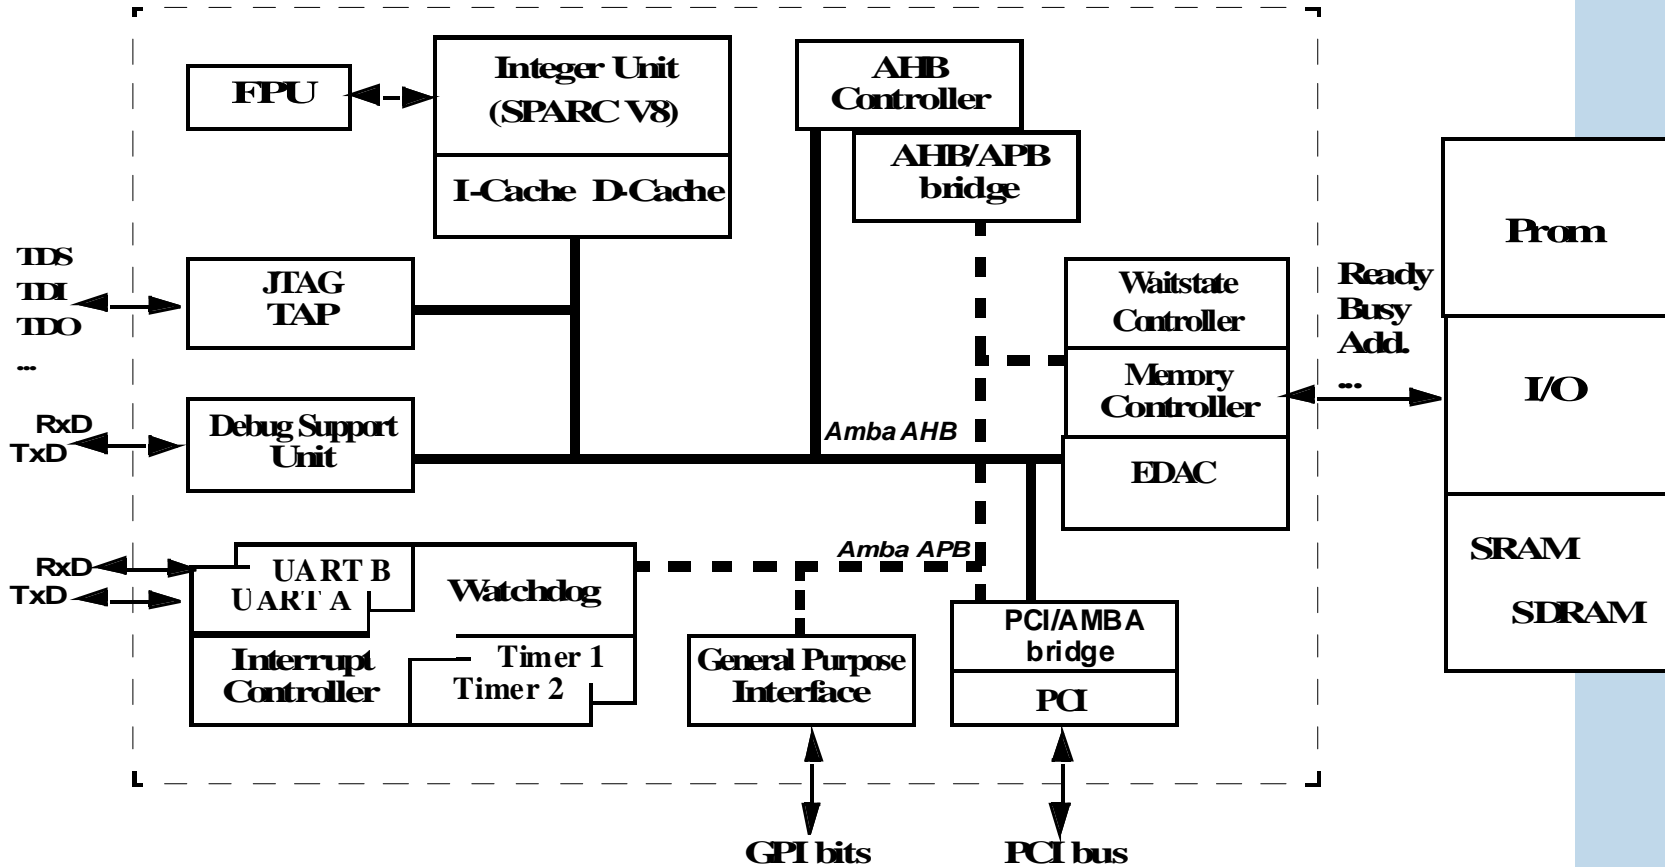 FPU
Integer Unit
(SPARC V8)
I-Cache D-Cache
AHB
Controller
AHB/APB
bridge
Prom
TDS
TDI
TDO
...
JTAG
TAP
Waitstate
Controller
Ready
Busy
Add.
...
Memory
Controller
I/O
RxD
TxD
Debug Support
Unit
Amba AHB
EDAC
SRAM
SDRAM
RxD
TxD
UART B
UART A
Watchdog
Amba APB
Interrupt
Controller
Timer 1
Timer 2
General Purpose
Interface
PCI/AMBA
bridge
PCI
GPI bits
PCI bus